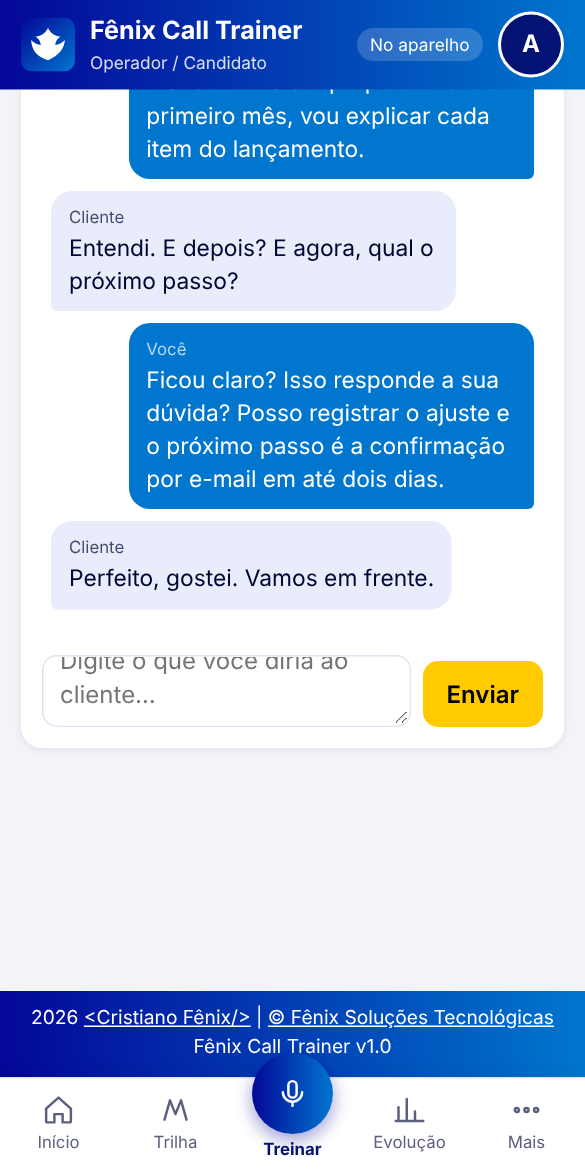 Fênix Call Trainer
Operador / Candidato
No aparelho
A
primeiro mês, vou explicar cada
item do lançamento.
Cliente
Entendi. E depois? E agora, qual o
próximo passo?
Você
Ficou claro? Isso responde a sua
dúvida? Posso registrar o ajuste e
o próximo passo é a confirmação
por e-mail em até dois dias.
Cliente
Perfeito, gostei. Vamos em frente.
Digite o que você diria ao
cliente...
Enviar
2026 <Cristiano Fênix/> | © Fênix Soluções Tecnológicas
Fênix Call Trainer v1.0
Início
Trilha
Treinar
Evolução
Mais